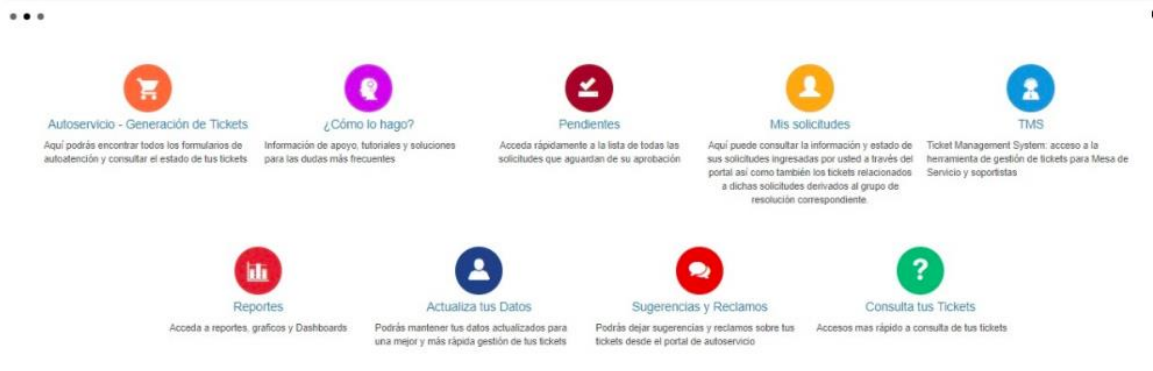 Autoservicio - Generación de Tickets
Aquí podrás encontrar todos los formularios de
autoatención y consultar el estado de tus tickets
¿Cómo lo hago?
Información de apoyo, tutoriales y soluciones
para las dudas más frecuentes
Pendientes
Acceda rápidamente a la lista de todas las
solicitudes que aguardan de su aprobación
Mis solicitudes
Aquí puede consultar la información y estado de
sus solicitudes ingresadas por usted a través del
portal así como también los tickets relacionados
a dichas solicitudes derivados al grupo de
resolución correspondiente.
TMS
Ticket Management System: acceso a la
herramienta de gestión de tickets para Mesa de
Servicio y soportistas
Reportes
Acceda a reportes, graficos y Dashboards
Actualiza tus Datos
Podrás mantener tus datos actualizados para
una mejor y más rápida gestión de tus tickets
Sugerencias y Reclamos
Podrás dejar sugerencias y reclamos sobre tus
tickets desde el portal de autoservicio
?
Consulta tus Tickets
Accesos mas rápido a consulta de tus tickets